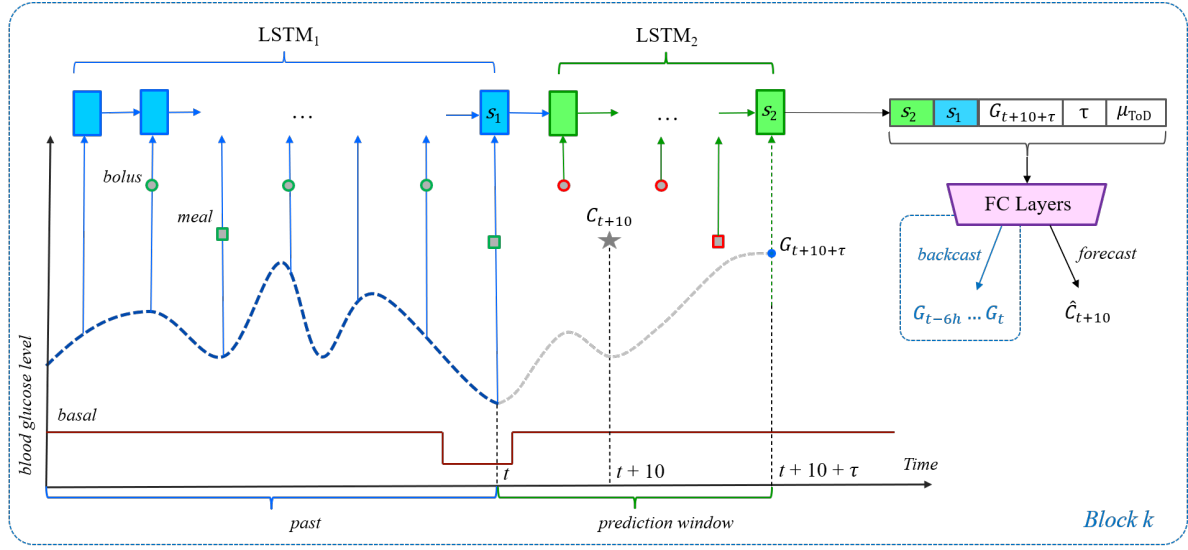 LSTM₁
LSTM₂
...
s₁
...
s₂
s₂ s₁ G_{t+10+τ} τ μ_ToD
bolus
meal
C_{t+10}
G_{t+10+τ}
FC Layers
backcast
forecast
G_{t−6h} ... G_t
Ĉ_{t+10}
blood glucose level
basal
t
t + 10
t + 10 + τ
Time
past
prediction window
Block k